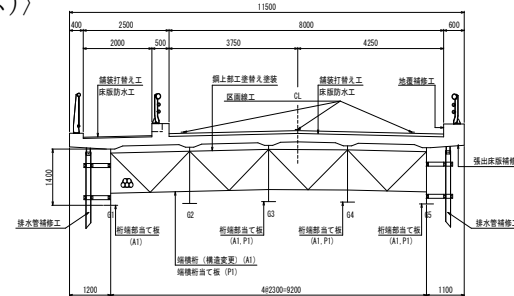 11500
400
2500
8000
600
2000
500
3750
4250
舗装打替え工
床版防水工
鋼上部工塗替え塗装
区画線工
CL
舗装打替え工
床版防水工
地覆補修工
張出床版補修
1400
排水管補修工
G1
G2
G3
G4
G5
桁端部当て板
(A1)
桁端部当て板
(A1,P1)
桁端部当て板
(A1,P1)
桁端部当て板
(A1,P1)
排水管補修工
端横桁（構造変更）(A1)
端横桁当て板 (P1)
1200
4@2300=9200
1100